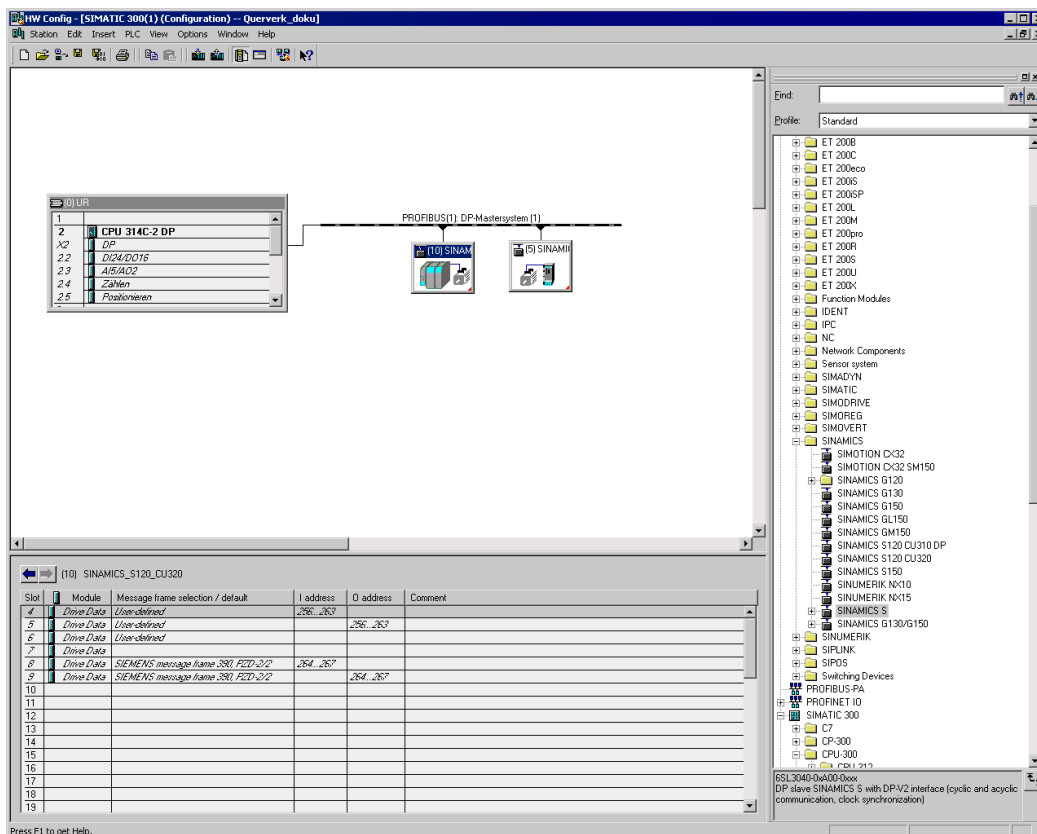 HW Config - [SIMATIC 300(1) (Configuration) -- Querverk_doku]
Station Edit Insert PLC View Options Window Help
(0) UR
1
2 CPU 314C-2 DP
X2 DP
2.2 DI24/DO16
2.3 AI5/AO2
2.4 Zählen
2.5 Positionieren
PROFIBUS(1): DP-Mastersystem (1)
(10) SINAM
(5) SINAMI
Find:
Profile: Standard
ET 200B
ET 200C
ET 200eco
ET 200iS
ET 200iSP
ET 200L
ET 200M
ET 200pro
ET 200R
ET 200S
ET 200U
ET 200X
Function Modules
IDENT
IPC
NC
Network Components
Sensor system
SIMADYN
SIMATIC
SIMODRIVE
SIMOREG
SIMOVERT
SINAMICS
SIMOTION CX32
SIMOTION CX32 SM150
SINAMICS G120
SINAMICS G130
SINAMICS G150
SINAMICS GL150
SINAMICS GM150
SINAMICS S120 CU310 DP
SINAMICS S120 CU320
SINAMICS S150
SINUMERIK NX10
SINUMERIK NX15
SINAMICS S
SINAMICS G130/G150
SINUMERIK
SIPLINK
SIPOS
Switching Devices
PROFIBUS-PA
PROFINET IO
SIMATIC 300
C7
CP-300
CPU-300
CPU 312
6SL3040-0xA00-0xxx
DP slave SINAMICS S with DP-V2 interface (cyclic and acyclic
communication, clock synchronization)
(10) SINAMICS_S120_CU320
Slot Module Message frame selection / default I address Q address Comment
4 Drive Data User-defined 256...263
5 Drive Data User-defined 256...263
6 Drive Data User-defined
7 Drive Data
8 Drive Data SIEMENS message frame 390, PZD-2/2 264...267
9 Drive Data SIEMENS message frame 390, PZD-2/2 264...267
10
11
12
13
14
15
16
17
18
19
Press F1 to get Help.